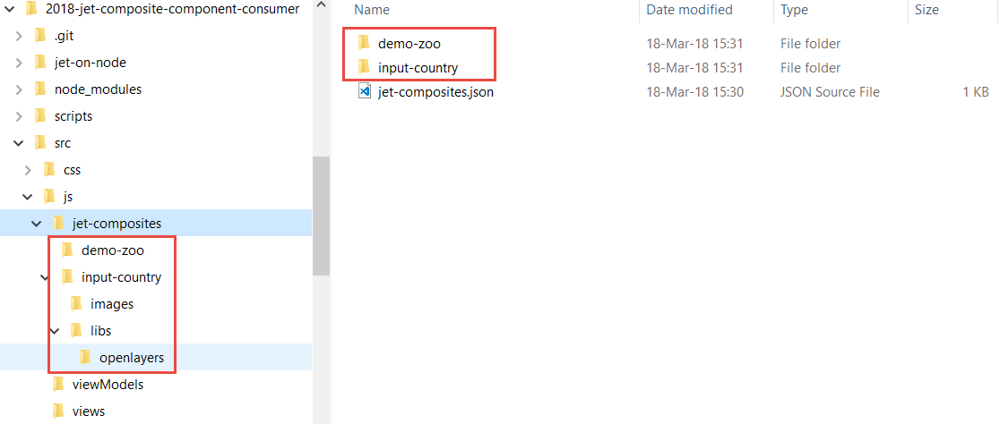 2018-jet-composite-component-consumer
.git
jet-on-node
node_modules
scripts
src
css
js
jet-composites
demo-zoo
input-country
images
libs
openlayers
viewModels
views
Name Date modified Type Size
demo-zoo 18-Mar-18 15:31 File folder
input-country 18-Mar-18 15:31 File folder
jet-composites.json 18-Mar-18 15:30 JSON Source File 1 KB